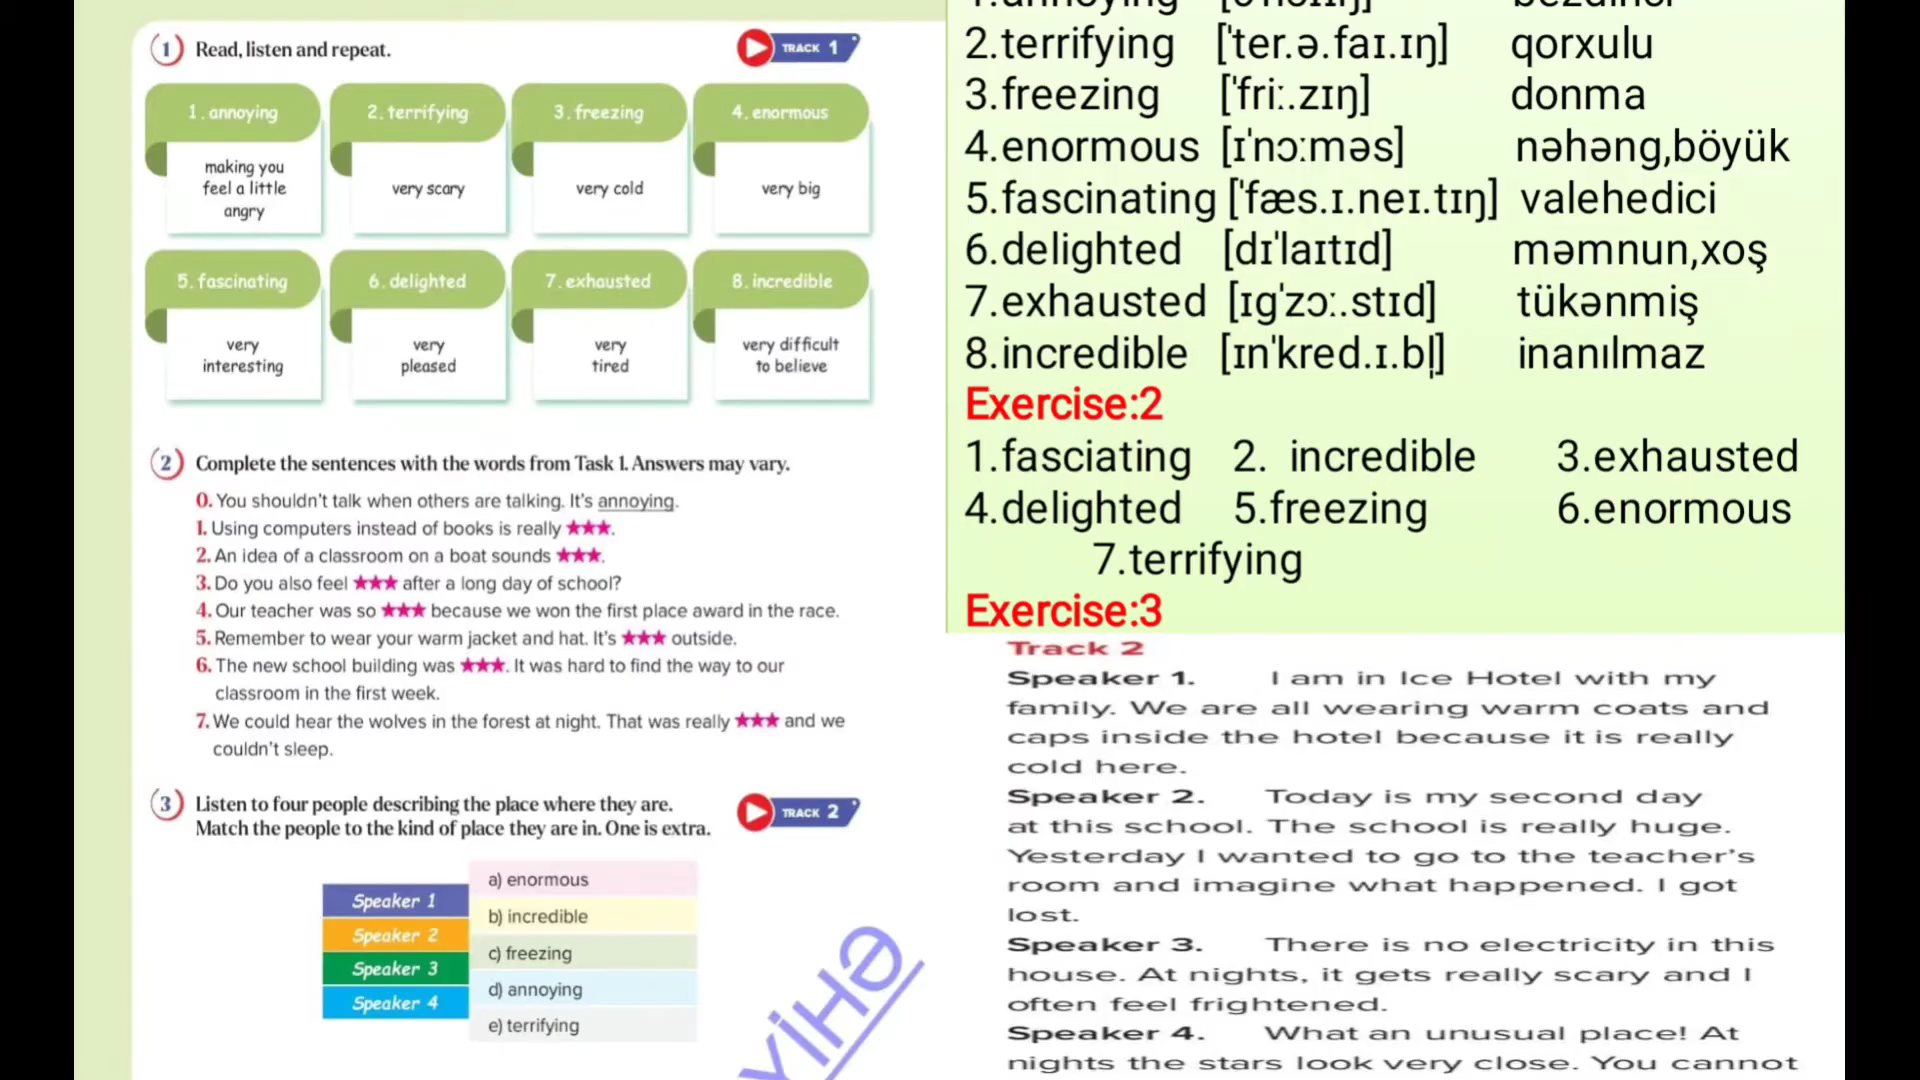 1 Read, listen and repeat.
TRACK 1
1. annoying
making you
feel a little
angry
2. terrifying
very scary
3. freezing
very cold
4. enormous
very big
5. fascinating
very
interesting
6. delighted
very
pleased
7. exhausted
very
tired
8. incredible
very difficult
to believe
2 Complete the sentences with the words from Task 1. Answers may vary.
0. You shouldn't talk when others are talking. It's annoying.
1. Using computers instead of books is really ★★★.
2. An idea of a classroom on a boat sounds ★★★.
3. Do you also feel ★★★ after a long day of school?
4. Our teacher was so ★★★ because we won the first place award in the race.
5. Remember to wear your warm jacket and hat. It's ★★★ outside.
6. The new school building was ★★★. It was hard to find the way to our
classroom in the first week.
7. We could hear the wolves in the forest at night. That was really ★★★ and we
couldn't sleep.
3 Listen to four people describing the place where they are.
Match the people to the kind of place they are in. One is extra.
TRACK 2
Speaker 1
Speaker 2
Speaker 3
Speaker 4
a) enormous
b) incredible
c) freezing
d) annoying
e) terrifying
2.terrifying [ˈter.ə.faɪ.ɪŋ] qorxulu
3.freezing [ˈfriː.zɪŋ] donma
4.enormous [ɪˈnɔːməs] nəhəng,böyük
5.fascinating [ˈfæs.ɪ.neɪ.tɪŋ] valehedici
6.delighted [dɪˈlaɪtɪd] məmnun,xoş
7.exhausted [ɪgˈzɔː.stɪd] tükənmiş
8.incredible [ɪnˈkred.ɪ.bl̩] inanılmaz
Exercise:2
1.fasciating 2. incredible 3.exhausted
4.delighted 5.freezing 6.enormous
7.terrifying
Exercise:3
Track 2
Speaker 1. I am in Ice Hotel with my
family. We are all wearing warm coats and
caps inside the hotel because it is really
cold here.
Speaker 2. Today is my second day
at this school. The school is really huge.
Yesterday I wanted to go to the teacher's
room and imagine what happened. I got
lost.
Speaker 3. There is no electricity in this
house. At nights, it gets really scary and I
often feel frightened.
Speaker 4. What an unusual place! At
nights the stars look very close. You cannot